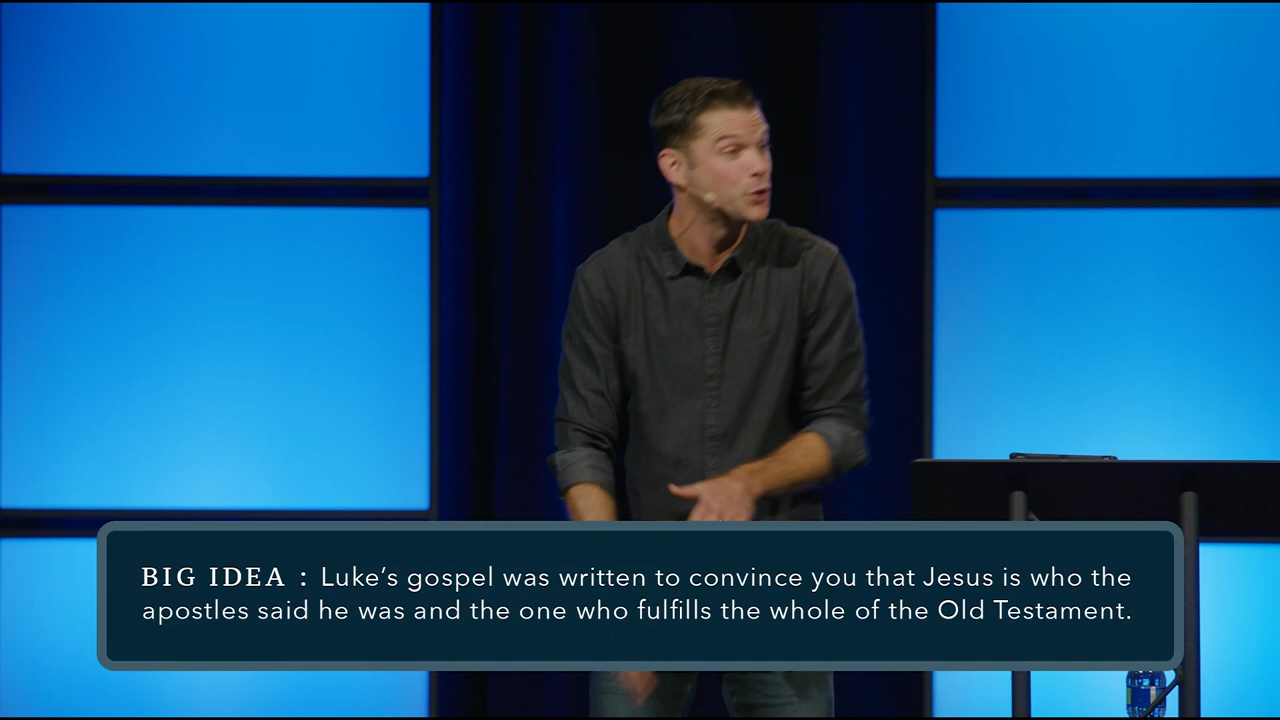 BIG IDEA : Luke’s gospel was written to convince you that Jesus is who the
apostles said he was and the one who fulfills the whole of the Old Testament.